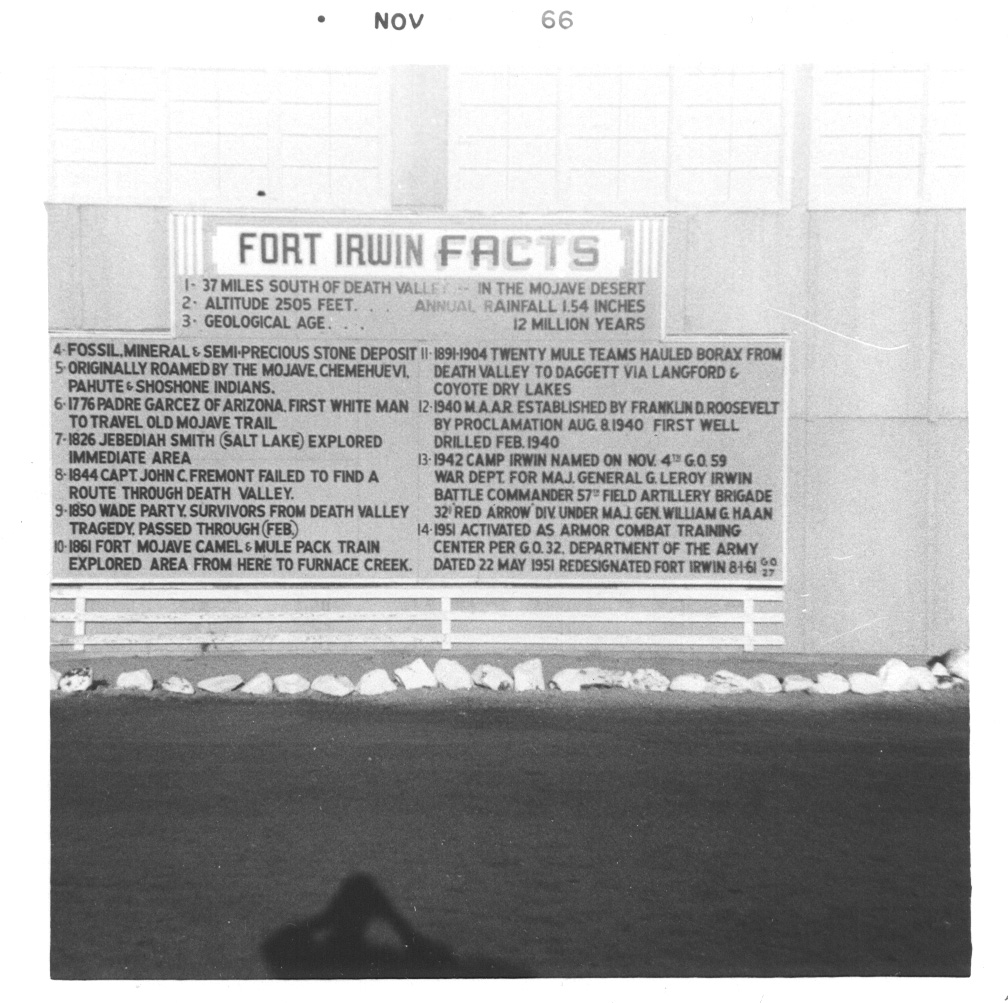 • NOV 66
FORT IRWIN FACTS
1- 37 MILES SOUTH OF DEATH VALLEY -- IN THE MOJAVE DESERT
2- ALTITUDE 2505 FEET. . . ANNUAL RAINFALL 1.54 INCHES
3- GEOLOGICAL AGE. . . 12 MILLION YEARS
4- FOSSIL, MINERAL & SEMI-PRECIOUS STONE DEPOSIT
5- ORIGINALLY ROAMED BY THE MOJAVE, CHEMEHUEVI,
PAHUTE & SHOSHONE INDIANS.
6- 1776 PADRE GARCEZ OF ARIZONA, FIRST WHITE MAN
TO TRAVEL OLD MOJAVE TRAIL
7- 1826 JEBEDIAH SMITH (SALT LAKE) EXPLORED
IMMEDIATE AREA
8- 1844 CAPT. JOHN C. FREMONT FAILED TO FIND A
ROUTE THROUGH DEATH VALLEY.
9- 1850 WADE PARTY, SURVIVORS FROM DEATH VALLEY
TRAGEDY, PASSED THROUGH (FEB.)
10- 1861 FORT MOJAVE CAMEL & MULE PACK TRAIN
EXPLORED AREA FROM HERE TO FURNACE CREEK.
11- 1891-1904 TWENTY MULE TEAMS HAULED BORAX FROM
DEATH VALLEY TO DAGGETT VIA LANGFORD &
COYOTE DRY LAKES
12- 1940 M.A.A.R. ESTABLISHED BY FRANKLIN D. ROOSEVELT
BY PROCLAMATION AUG. 8, 1940 FIRST WELL
DRILLED FEB. 1940
13- 1942 CAMP IRWIN NAMED ON NOV. 4TH G.O. 59
WAR DEPT. FOR MAJ. GENERAL G. LEROY IRWIN
BATTLE COMMANDER 57TH FIELD ARTILLERY BRIGADE
32D 'RED ARROW' DIV. UNDER MAJ. GEN. WILLIAM G. HAAN
14- 1951 ACTIVATED AS ARMOR COMBAT TRAINING
CENTER PER G.O. 32, DEPARTMENT OF THE ARMY
DATED 22 MAY 1951 REDESIGNATED FORT IRWIN 8-1-61 G.O. 27